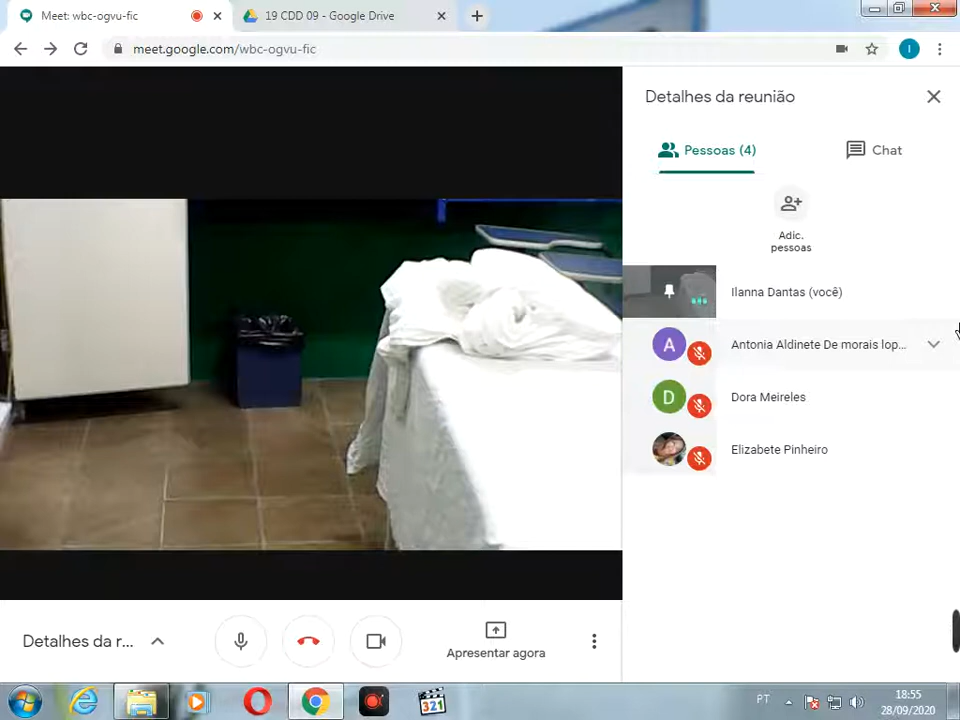 Meet: wbc-ogvu-fic
19 CDD 09 - Google Drive
meet.google.com/wbc-ogvu-fic
I
Detalhes da reunião
Pessoas (4)
Chat
Adic.
pessoas
Ilanna Dantas (você)
A
Antonia Aldinete De morais lop...
D
Dora Meireles
Elizabete Pinheiro
Detalhes da r...
Apresentar agora
321
PT
18:55
28/09/2020